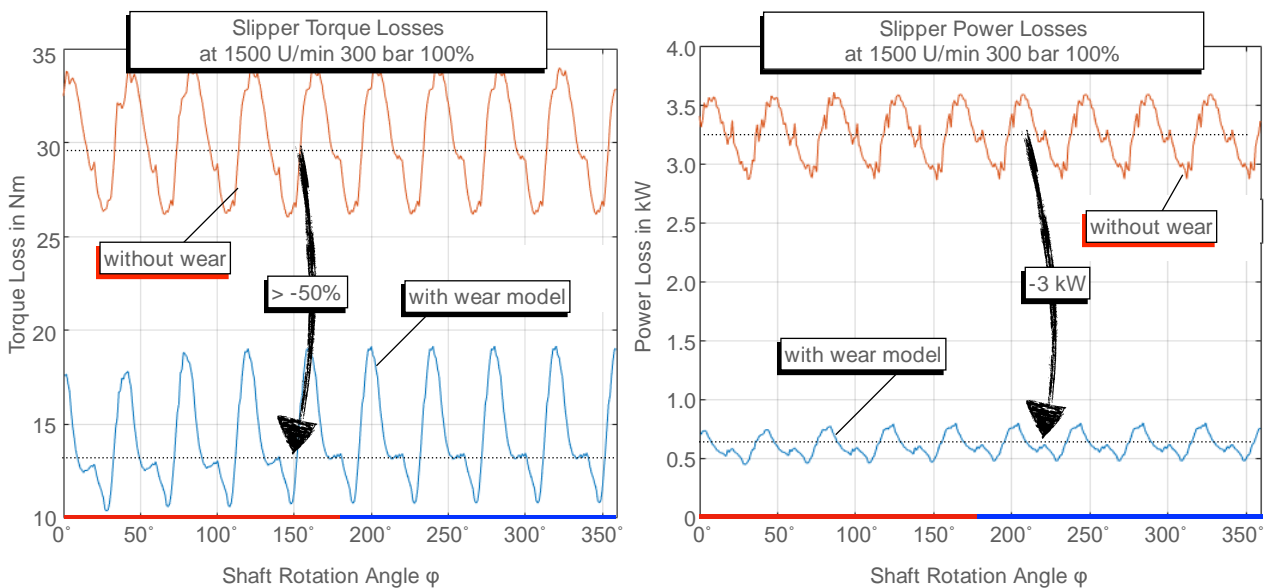 Slipper Torque Losses
at 1500 U/min 300 bar 100%
35
30
25
20
15
10
Torque Loss in Nm
without wear
> -50%
with wear model
0° 50° 100° 150° 200° 250° 300° 350°
Shaft Rotation Angle φ
Slipper Power Losses
at 1500 U/min 300 bar 100%
4.0
3.5
3.0
2.5
2.0
1.5
1.0
0.5
0
Power Loss in kW
without wear
-3 kW
with wear model
0° 50° 100° 150° 200° 250° 300° 350°
Shaft Rotation Angle φ